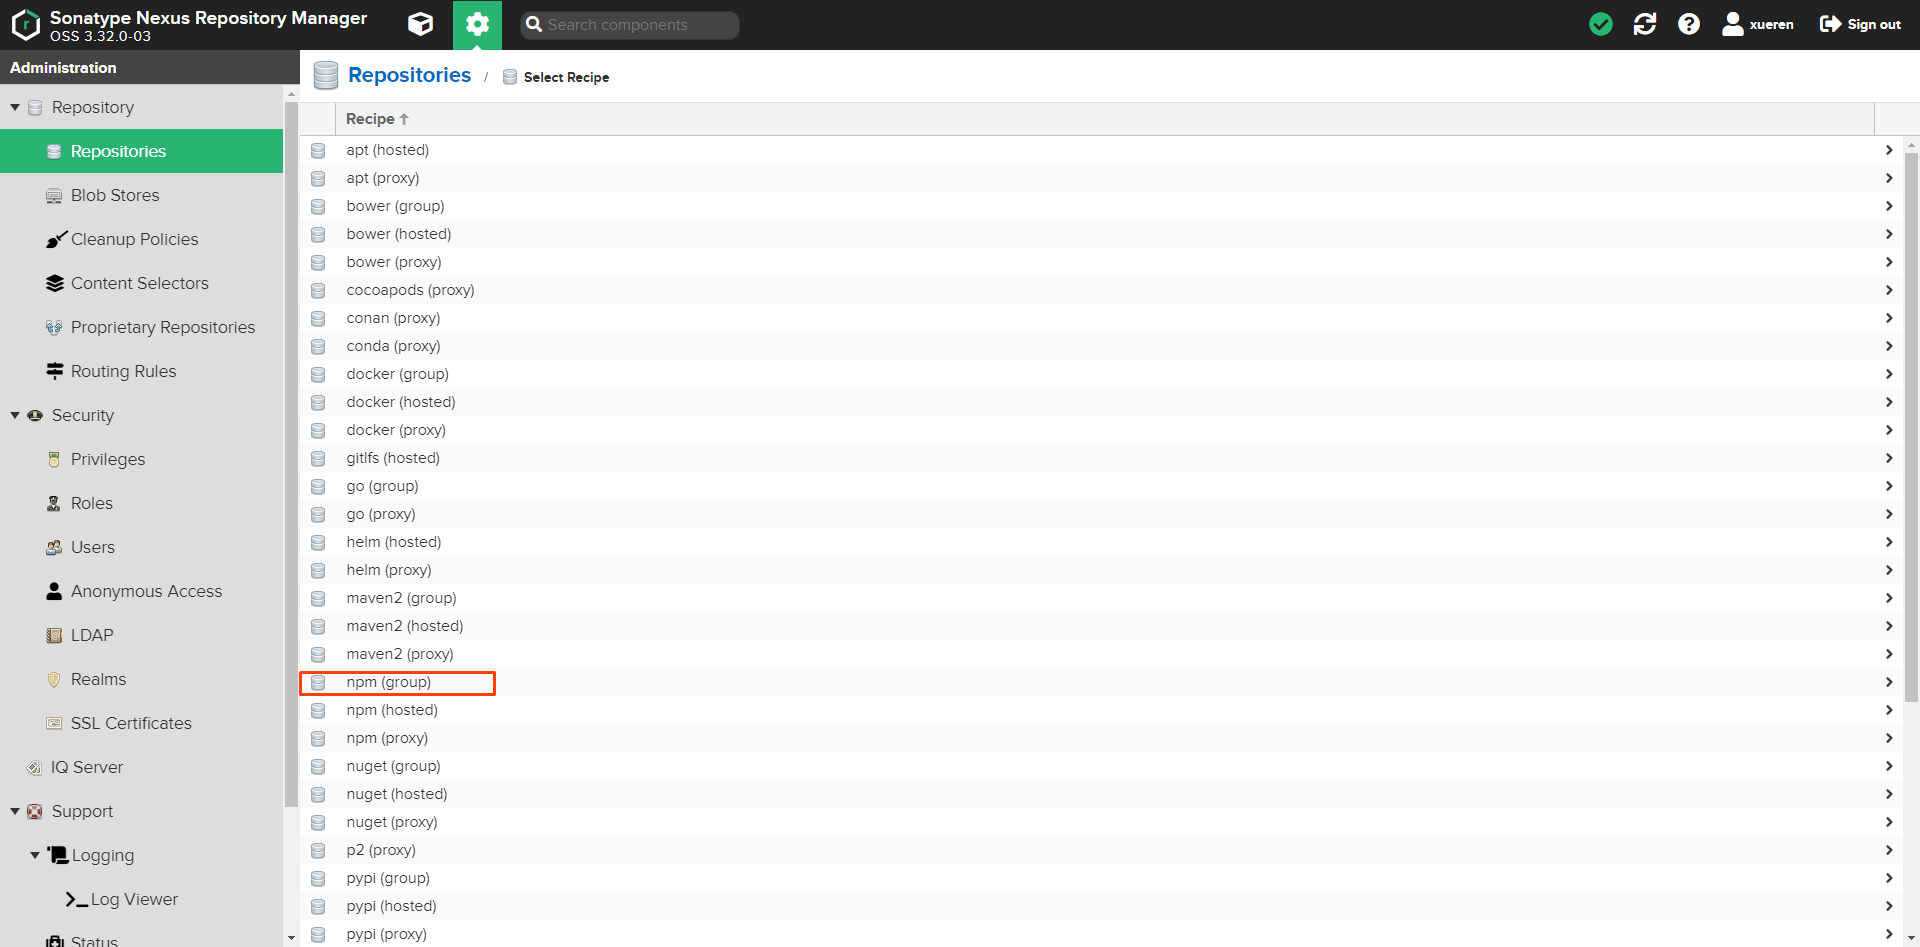 Sonatype Nexus Repository Manager
OSS 3.32.0-03
Search components
xueren
Sign out
Administration
Repository
Repositories
Blob Stores
Cleanup Policies
Content Selectors
Proprietary Repositories
Routing Rules
Security
Privileges
Roles
Users
Anonymous Access
LDAP
Realms
SSL Certificates
IQ Server
Support
Logging
Log Viewer
Status
Repositories / Select Recipe
Recipe
apt (hosted)
apt (proxy)
bower (group)
bower (hosted)
bower (proxy)
cocoapods (proxy)
conan (proxy)
conda (proxy)
docker (group)
docker (hosted)
docker (proxy)
gitlfs (hosted)
go (group)
go (proxy)
helm (hosted)
helm (proxy)
maven2 (group)
maven2 (hosted)
maven2 (proxy)
npm (group)
npm (hosted)
npm (proxy)
nuget (group)
nuget (hosted)
nuget (proxy)
p2 (proxy)
pypi (group)
pypi (hosted)
pypi (proxy)